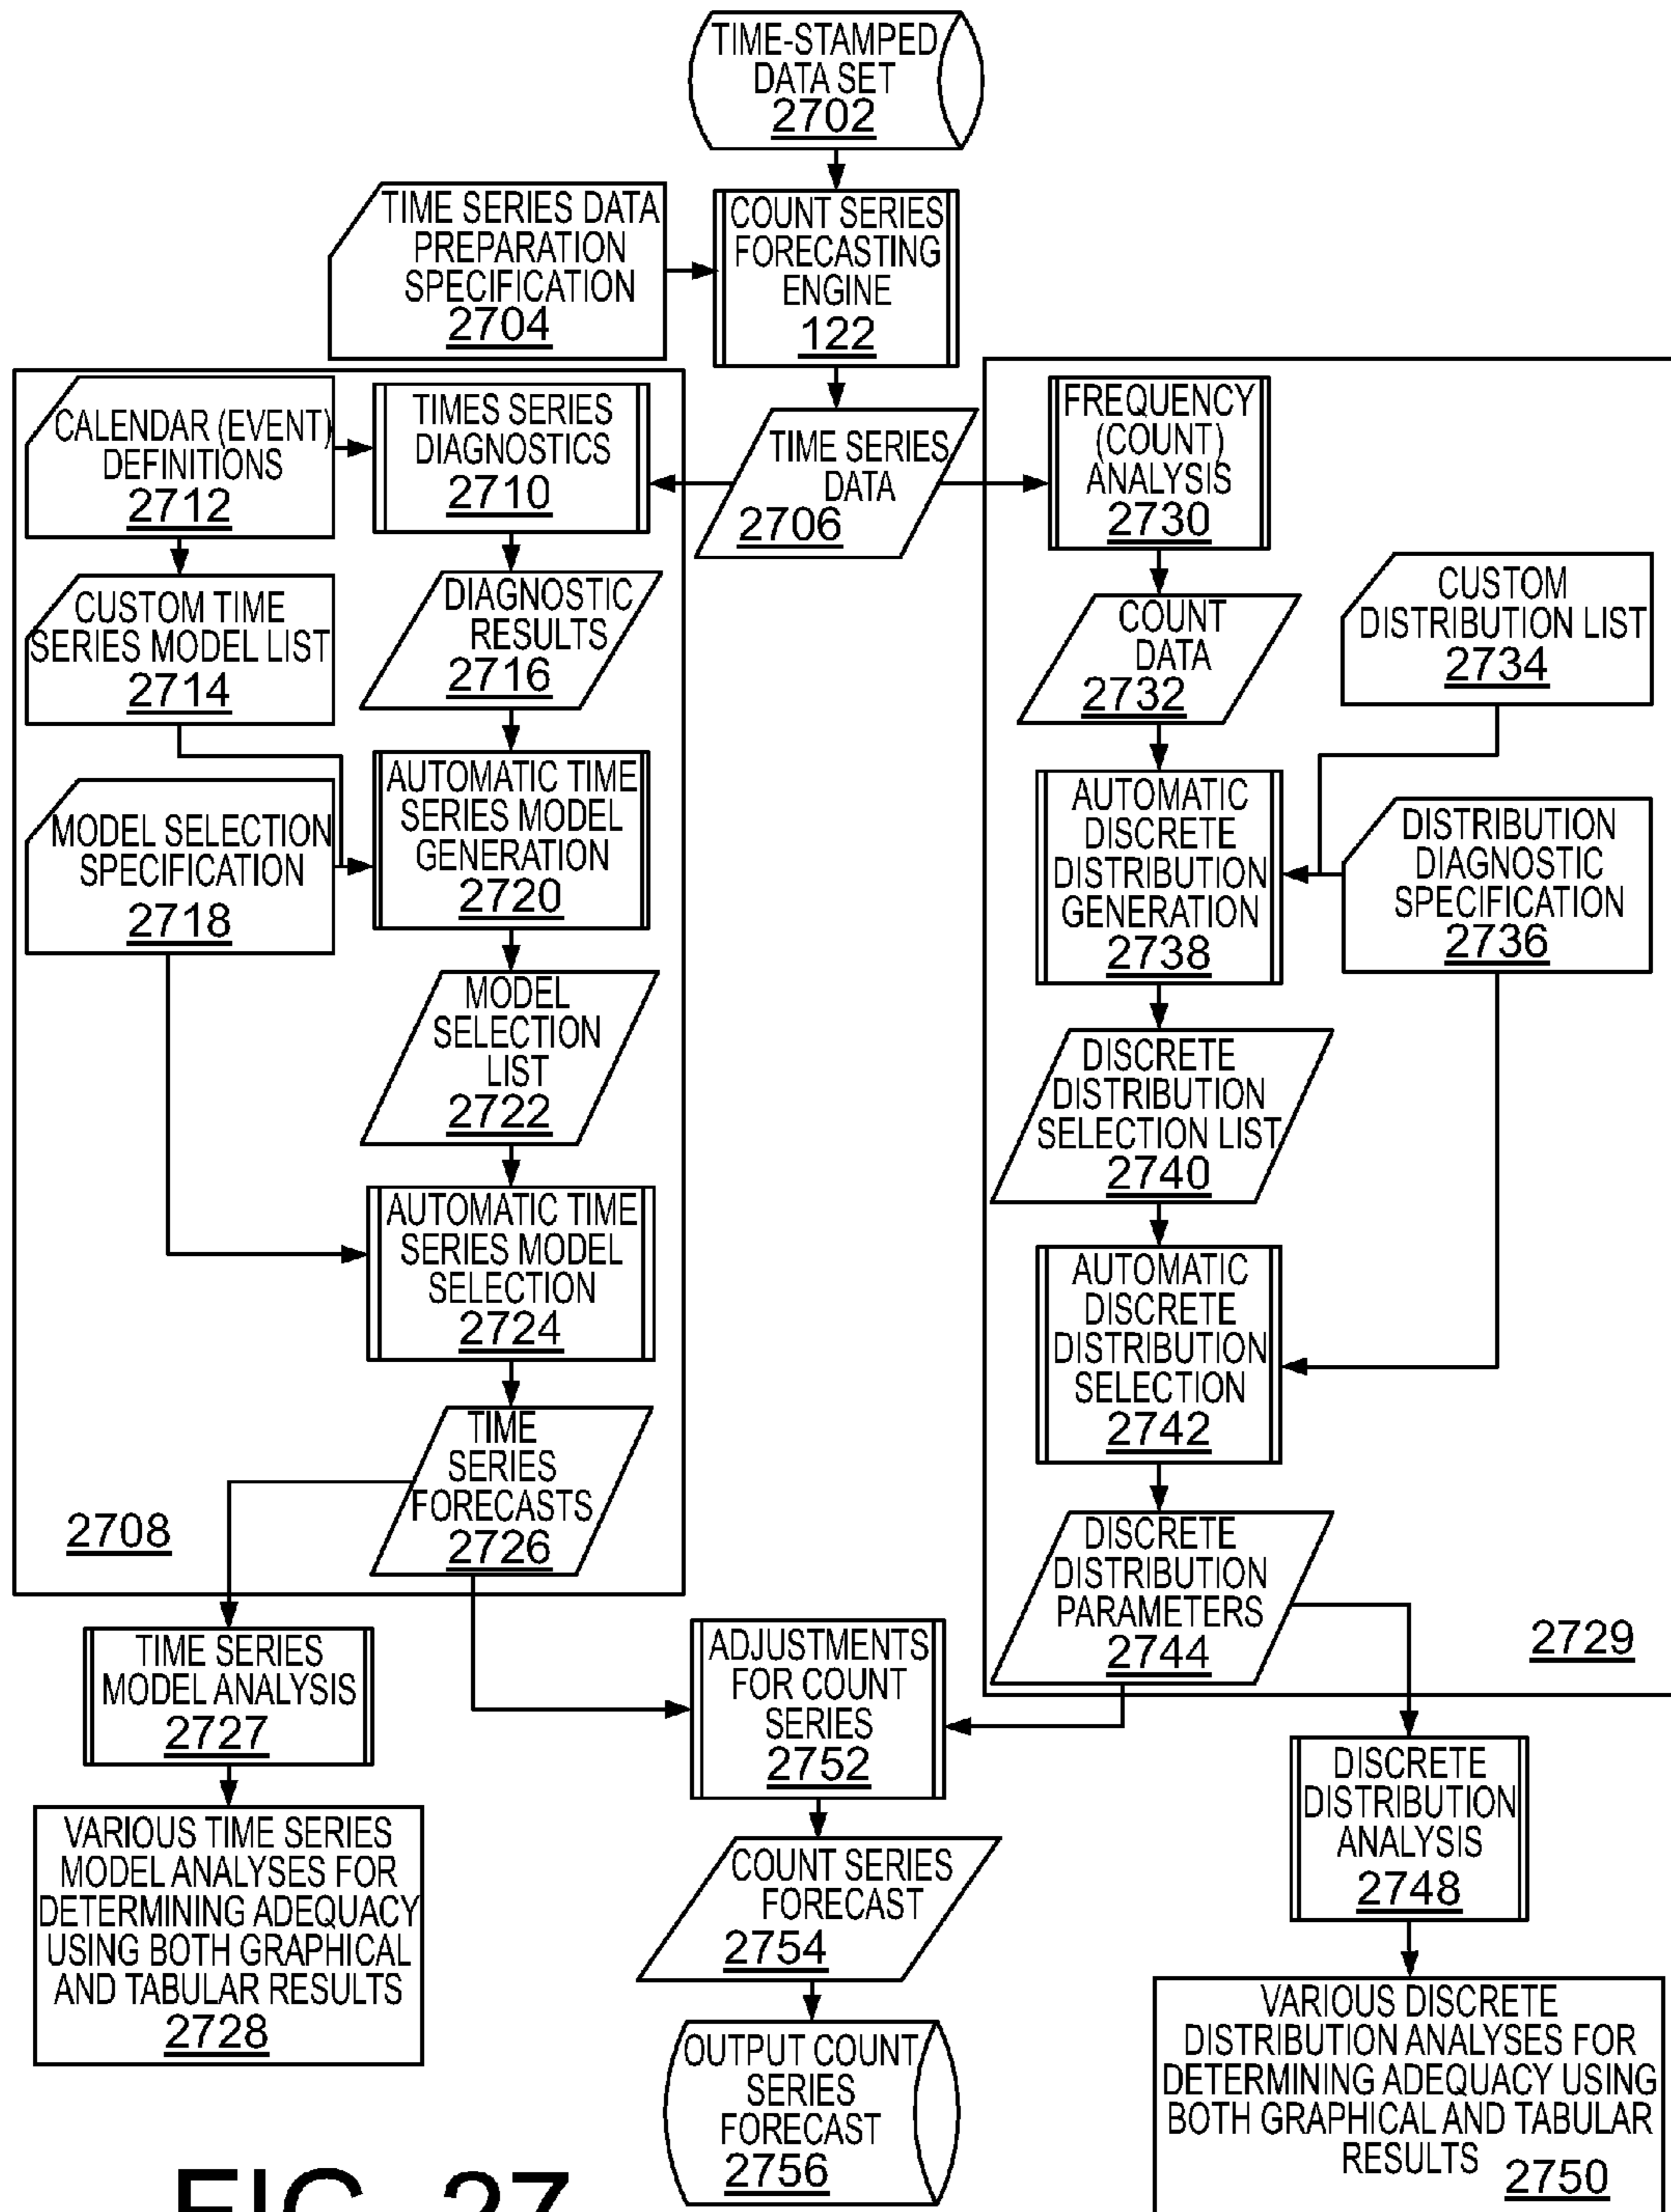 TIME-STAMPED
DATA SET
2702
TIME SERIES DATA
PREPARATION
SPECIFICATION
2704
COUNT SERIES
FORECASTING
ENGINE
122
CALENDAR (EVENT)
DEFINITIONS
2712
TIMES SERIES
DIAGNOSTICS
2710
TIME SERIES
DATA
2706
FREQUENCY
(COUNT)
ANALYSIS
2730
CUSTOM TIME
SERIES MODEL LIST
2714
DIAGNOSTIC
RESULTS
2716
COUNT
DATA
2732
CUSTOM
DISTRIBUTION LIST
2734
MODEL SELECTION
SPECIFICATION
2718
AUTOMATIC TIME
SERIES MODEL
GENERATION
2720
AUTOMATIC
DISCRETE
DISTRIBUTION
GENERATION
2738
DISTRIBUTION
DIAGNOSTIC
SPECIFICATION
2736
MODEL
SELECTION
LIST
2722
DISCRETE
DISTRIBUTION
SELECTION LIST
2740
AUTOMATIC TIME
SERIES MODEL
SELECTION
2724
AUTOMATIC
DISCRETE
DISTRIBUTION
SELECTION
2742
TIME
SERIES
FORECASTS
2726
2708
DISCRETE
DISTRIBUTION
PARAMETERS
2744
2729
TIME SERIES
MODEL ANALYSIS
2727
ADJUSTMENTS
FOR COUNT
SERIES
2752
DISCRETE
DISTRIBUTION
ANALYSIS
2748
VARIOUS TIME SERIES
MODEL ANALYSES FOR
DETERMINING ADEQUACY
USING BOTH GRAPHICAL
AND TABULAR RESULTS
2728
COUNT SERIES
FORECAST
2754
OUTPUT COUNT
SERIES
FORECAST
2756
VARIOUS DISCRETE
DISTRIBUTION ANALYSES FOR
DETERMINING ADEQUACY USING
BOTH GRAPHICAL AND TABULAR
RESULTS 2750
FIG. 27